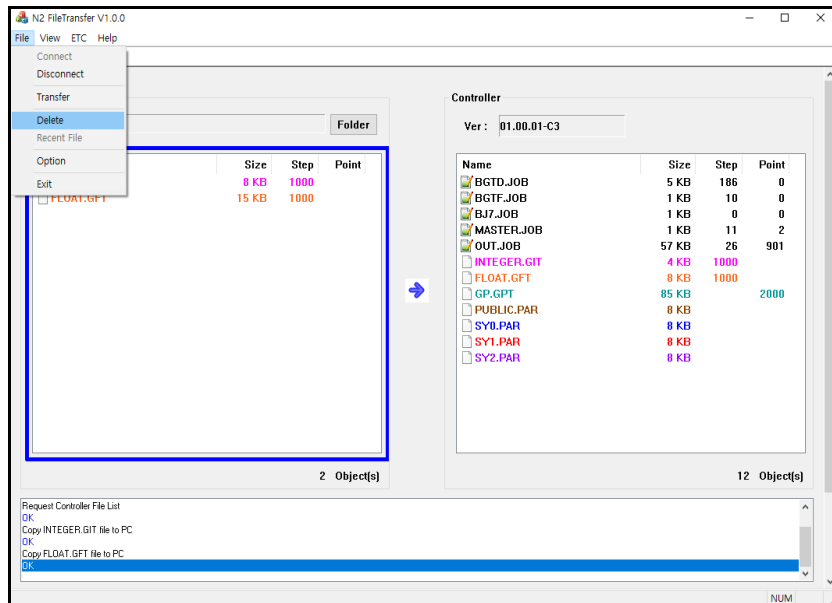 N2 FileTransfer V1.0.0
File View ETC Help
Connect
Disconnect
Transfer
Delete
Recent File
Option
Exit
Folder
Size Step Point
8 KB 1000
FLOAT.GFT 15 KB 1000
2 Object(s)
Controller
Ver : 01.00.01-C3
Name Size Step Point
BGTD.JOB 5 KB 186 0
BGTF.JOB 1 KB 10 0
BJ7.JOB 1 KB 0 0
MASTER.JOB 1 KB 11 2
OUT.JOB 57 KB 26 901
INTEGER.GIT 4 KB 1000
FLOAT.GFT 8 KB 1000
GP.GPT 85 KB 2000
PUBLIC.PAR 8 KB
SY0.PAR 8 KB
SY1.PAR 8 KB
SY2.PAR 8 KB
12 Object(s)
Request Controller File List
OK
Copy INTEGER.GIT file to PC
OK
Copy FLOAT.GFT file to PC
OK
NUM